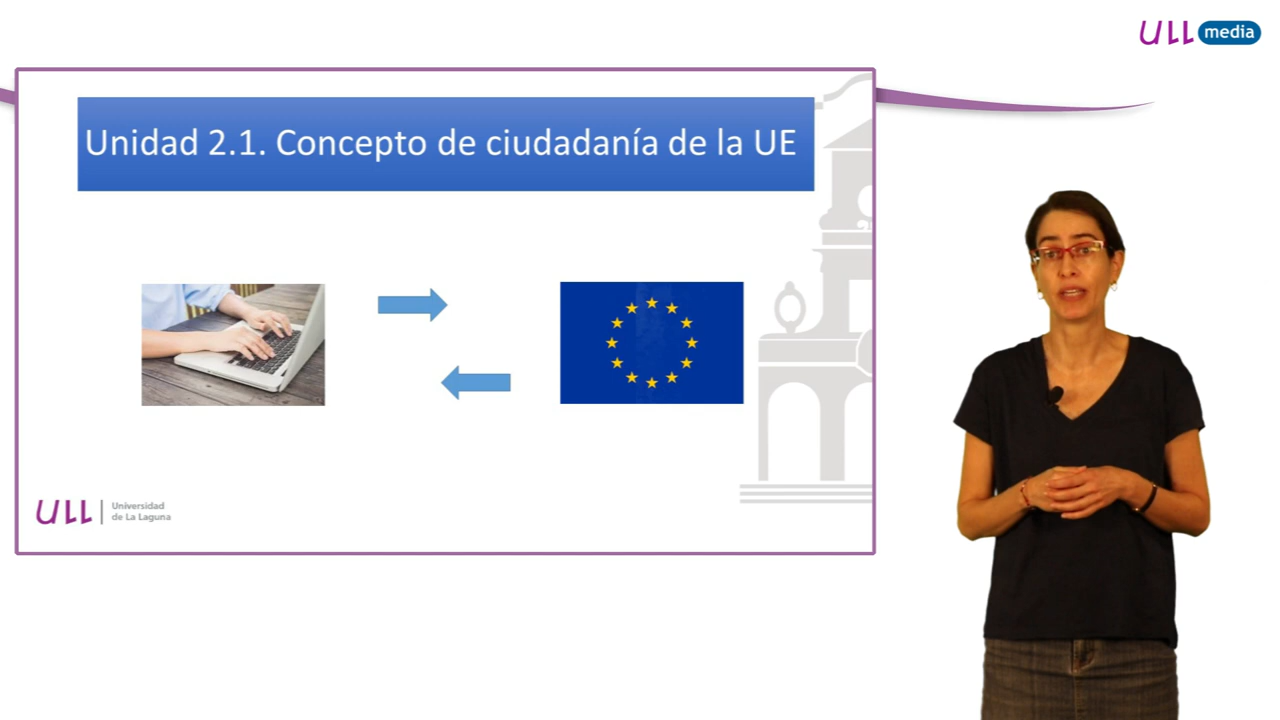 ULL media
Unidad 2.1. Concepto de ciudadanía de la UE
ULL
Universidad
de La Laguna